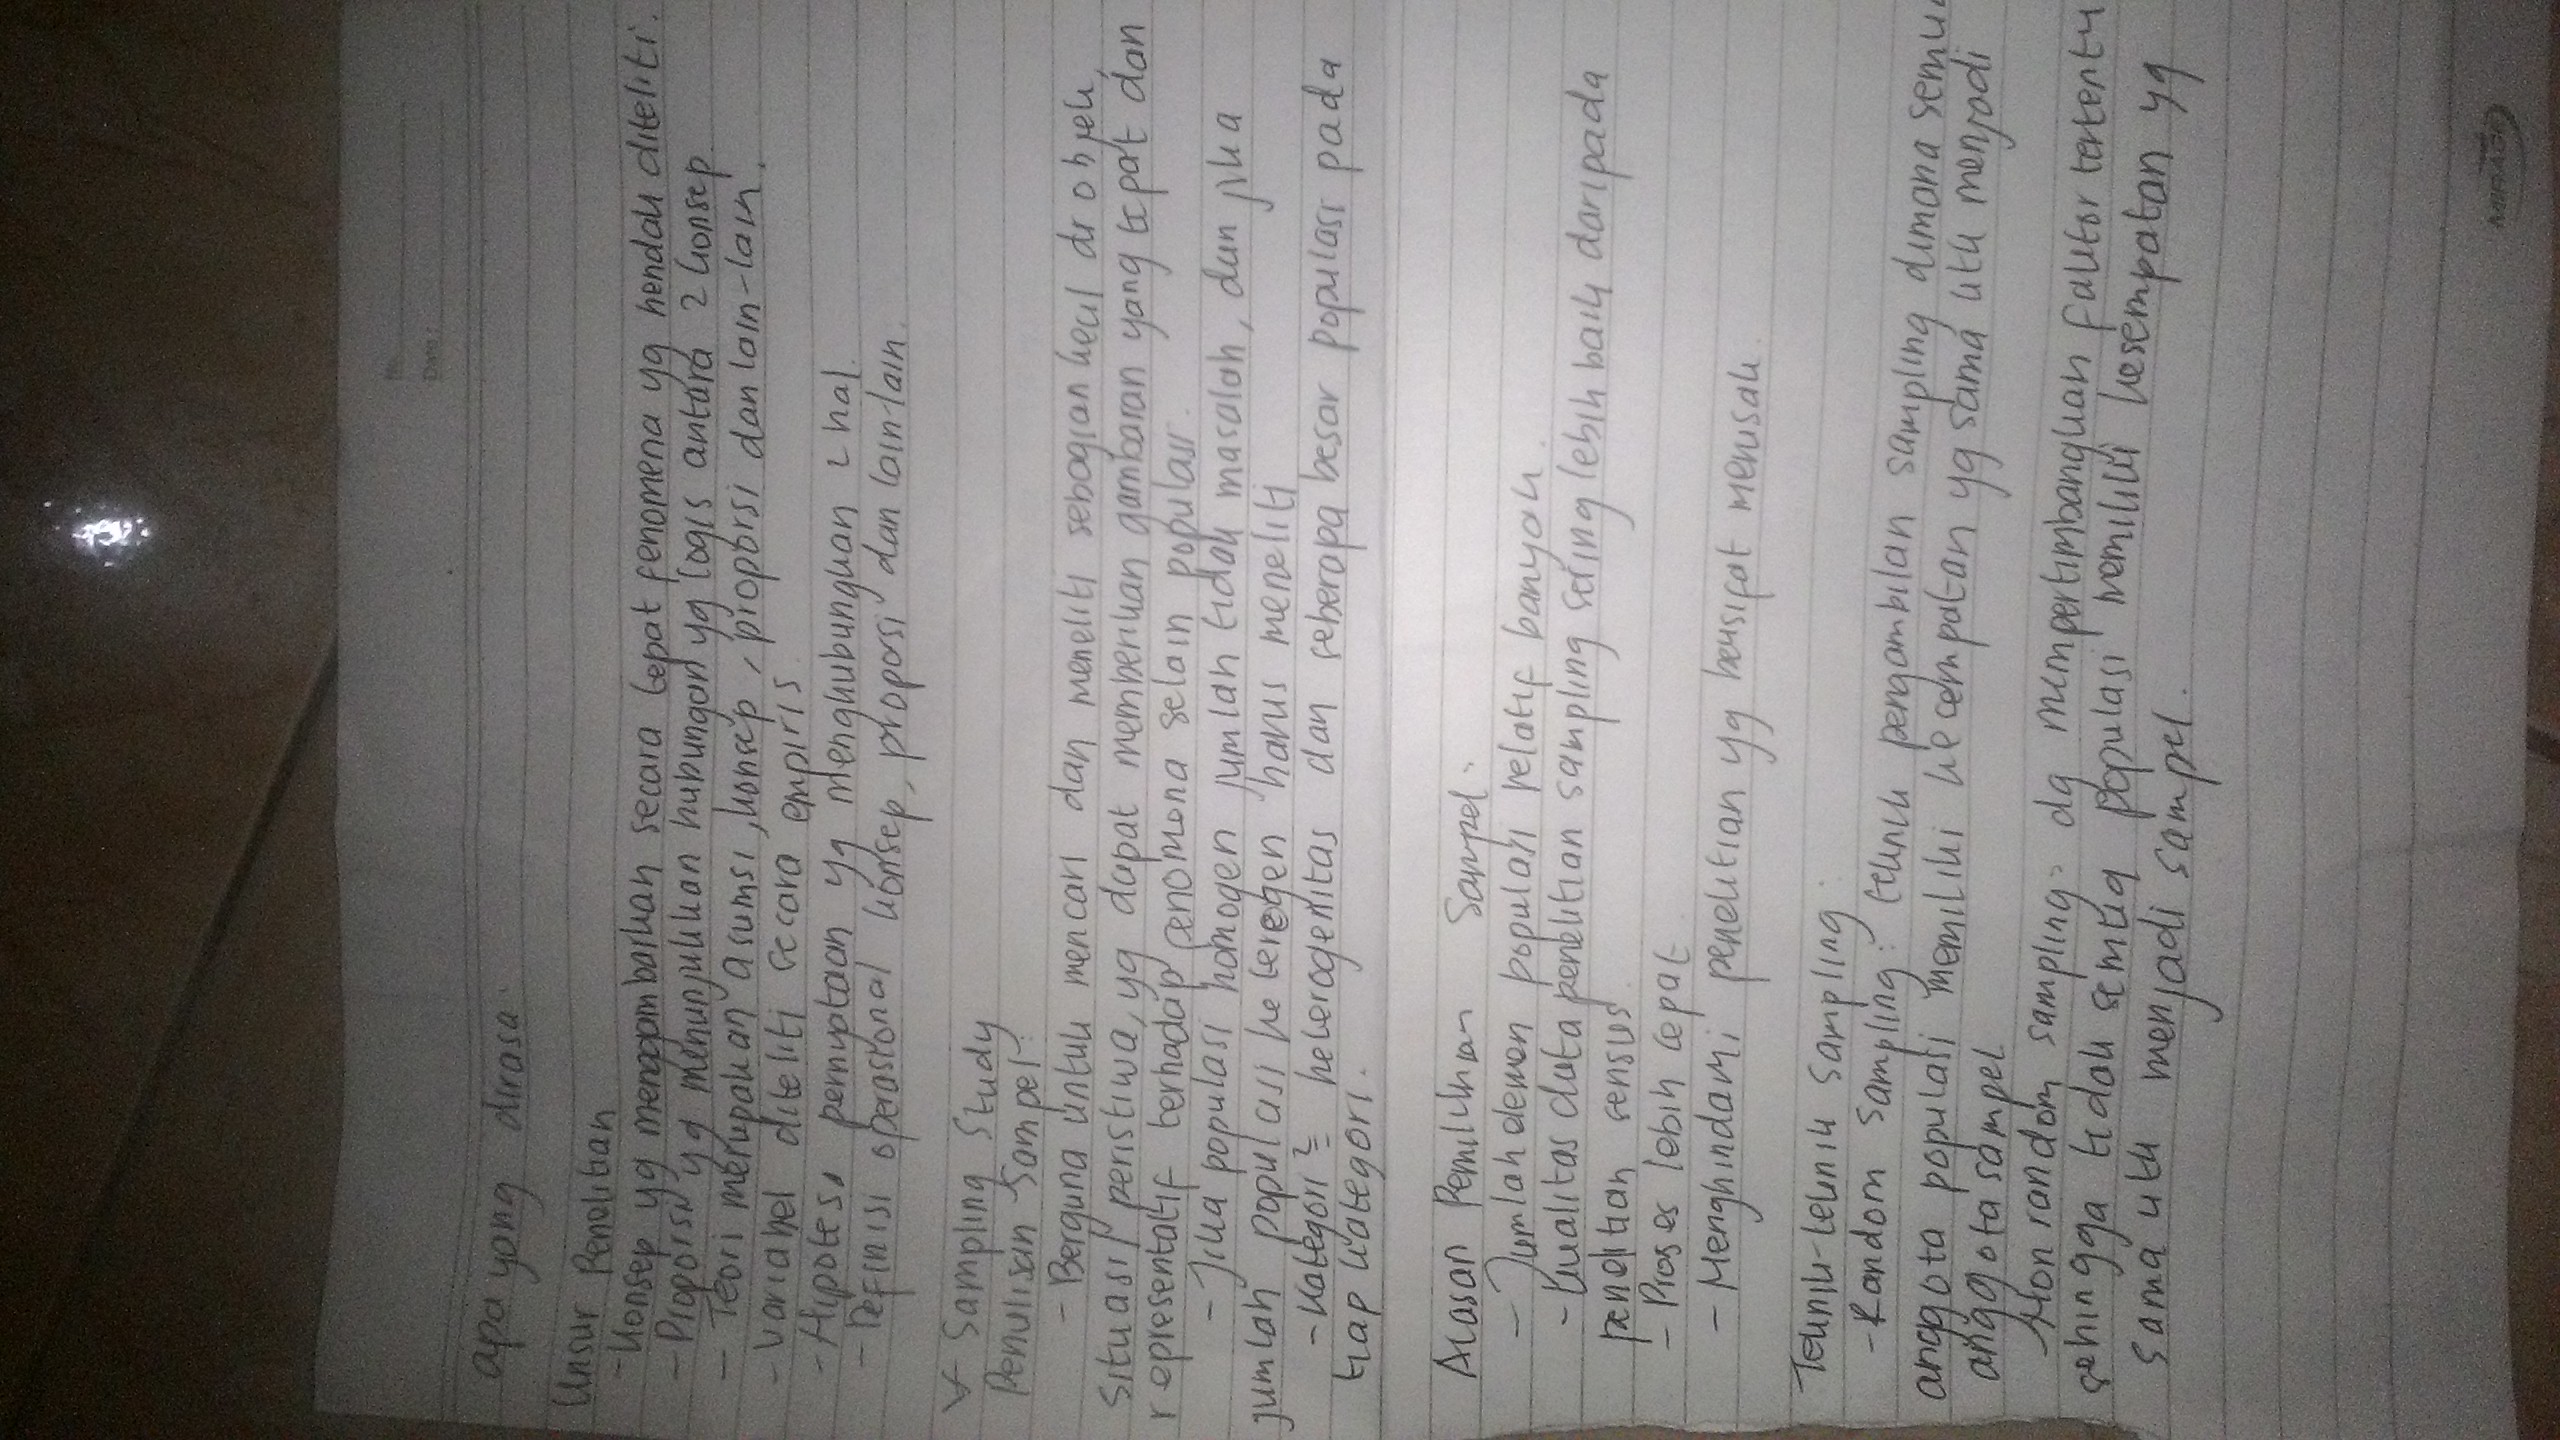 Date :
apa yang dirasa.
Unsur Penelitian
- Konsep yg menggambarkan secara tepat fenomena yg hendak diteliti.
- Proporsi yg menunjukkan hubungan yg logis antara 2 konsep.
- Teori merupakan asumsi, konsep, proporsi dan lain-lain.
- Variabel diteliti secara empiris.
- Hipotesi pernyataan yg menghubungkan 2 hal.
- Definisi operasional konsep, proporsi dan lain-lain.
Sampling Study
Penulisan Sampel :
- Berguna untuk mencari dan meneliti sebagian kecil dr objek,
situasi / peristiwa, yg dapat memberikan gambaran yang tepat dan
representatif terhadap fenomena selain populasi.
- Jika populasi homogen jumlah tidak masalah, dan jika
jumlah populasi heterogen harus meneliti
- Kategori2 = heterogenitas dan seberapa besar populasi pada
tiap kategori.
Alasan Pemilihan Sampel :
- Jumlah elemen populasi relatif banyak.
- Kualitas data penelitian sampling sering lebih baik daripada
penelitian sensus.
- Proses lebih cepat
- Menghindari penelitian yg bersifat merusak.
Teknik-teknik Sampling :
- Random Sampling : teknik pengambilan sampling dimana semua
anggota populasi memiliki kecempatan yg sama utk menjadi
anggota sampel.
- Non random sampling : dg mempertimbangkan faktor tertentu
sehingga tidak semua populasi memiliki kesempatan yg
sama utk menjadi sampel.
MIRAGE